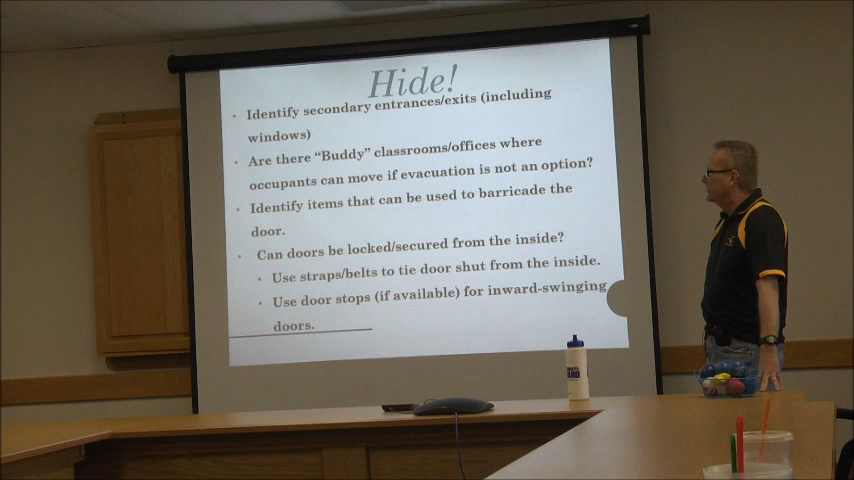 Hide!
• Identify secondary entrances/exits (including
windows)
• Are there “Buddy” classrooms/offices where
occupants can move if evacuation is not an option?
• Identify items that can be used to barricade the
door.
• Can doors be locked/secured from the inside?
• Use straps/belts to tie door shut from the inside.
• Use door stops (if available) for inward-swinging
doors.